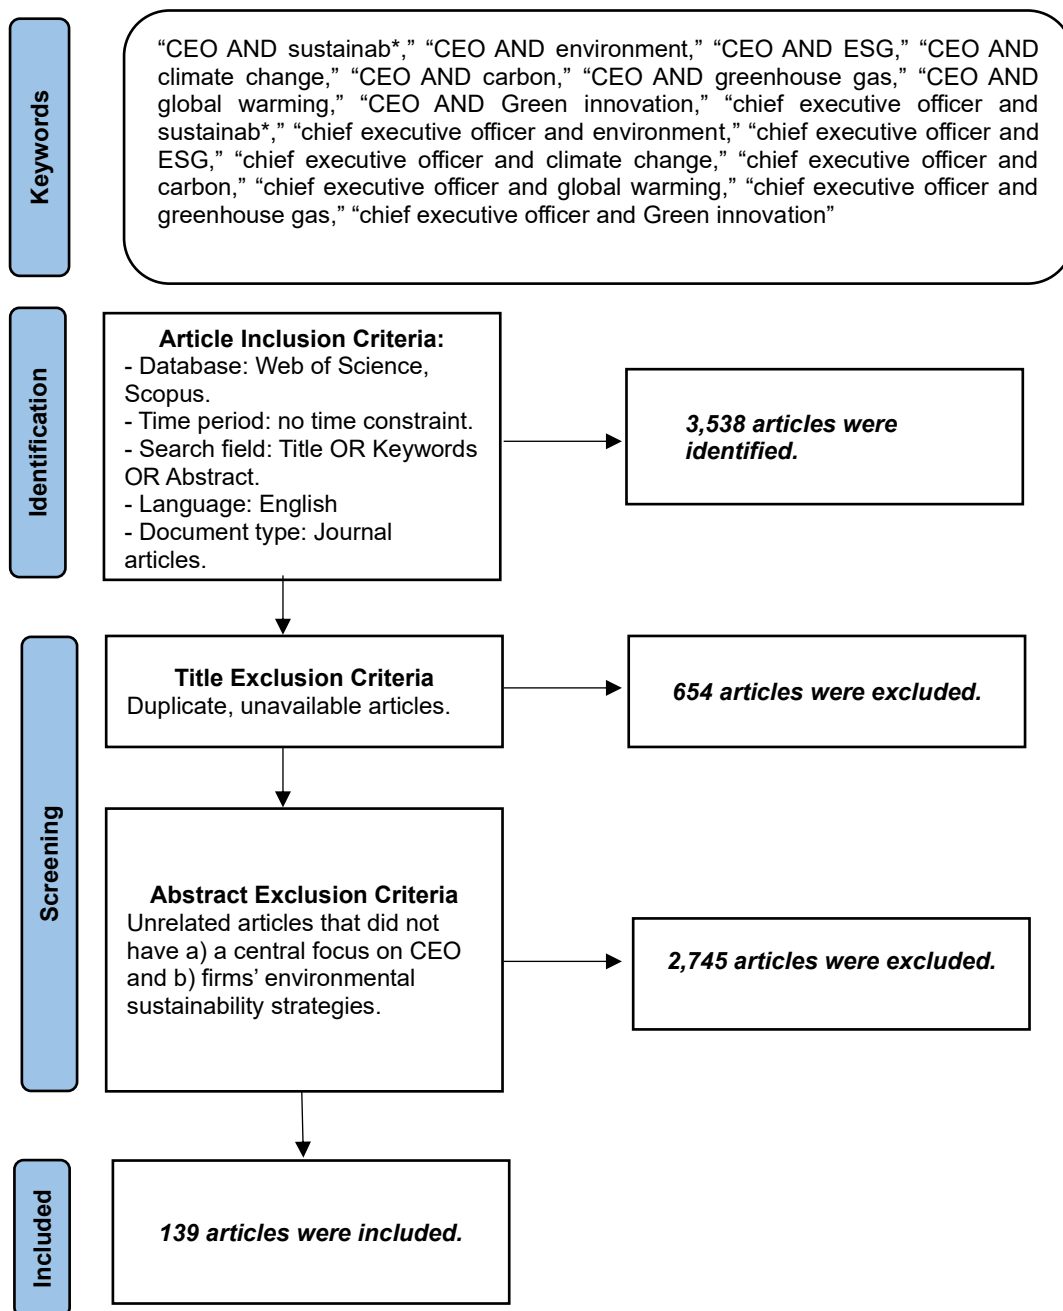 Keywords
“CEO AND sustainab*,” “CEO AND environment,” “CEO AND ESG,” “CEO
AND climate change,” “CEO AND carbon,” “CEO AND greenhouse gas,” “CEO AND
global warming,” “CEO AND Green innovation,” “chief executive officer and
sustainab*,” “chief executive officer and environment,” “chief executive officer and
ESG,” “chief executive officer and climate change,” “chief executive officer and
carbon,” “chief executive officer and global warming,” “chief executive officer and
greenhouse gas,” “chief executive officer and Green innovation”
Identification
Article Inclusion Criteria:
- Database: Web of Science,
Scopus.
- Time period: no time constraint.
- Search field: Title OR Keywords
OR Abstract.
- Language: English
- Document type: Journal
articles.
3,538 articles were
identified.
Screening
Title Exclusion Criteria
Duplicate, unavailable articles.
654 articles were excluded.
Abstract Exclusion Criteria
Unrelated articles that did not
have a) a central focus on CEO
and b) firms’ environmental
sustainability strategies.
2,745 articles were excluded.
Included
139 articles were included.